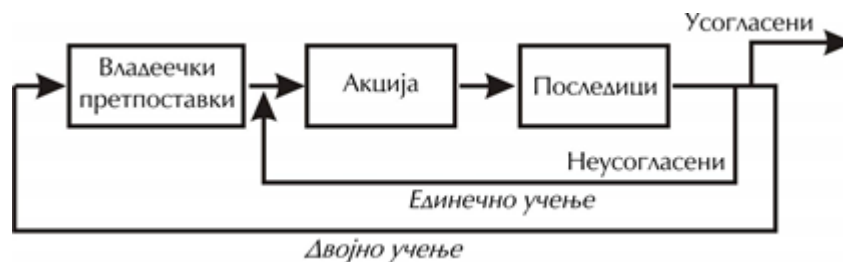 Усогласени
Владеечки
претпоставки
Акција
Последици
Неусогласени
Единечно учење
Двојно учење